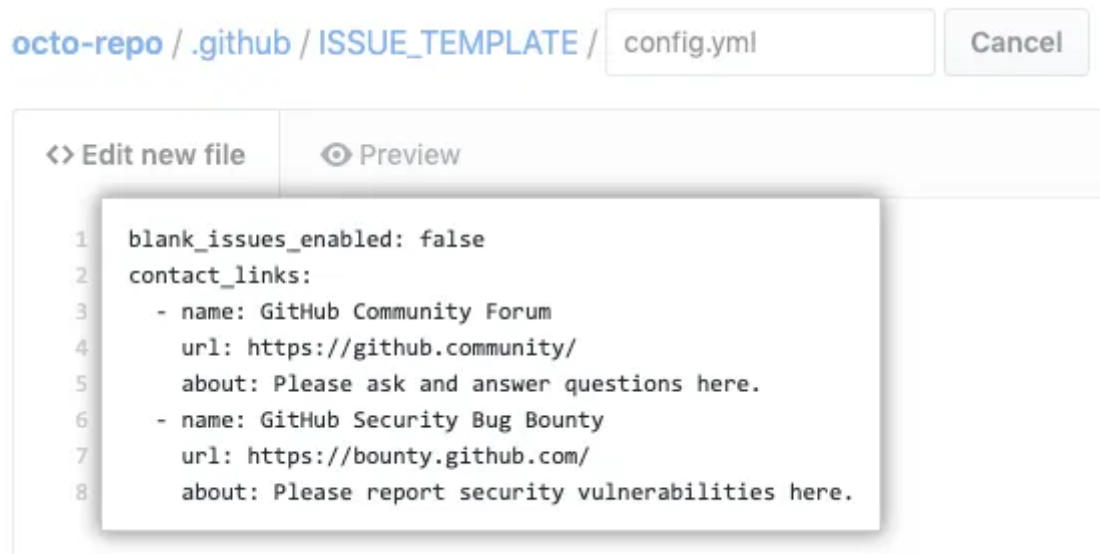 octo-repo / .github / ISSUE_TEMPLATE / config.yml Cancel
<> Edit new file Preview
1 blank_issues_enabled: false
2 contact_links:
3   - name: GitHub Community Forum
4     url: https://github.community/
5     about: Please ask and answer questions here.
6   - name: GitHub Security Bug Bounty
7     url: https://bounty.github.com/
8     about: Please report security vulnerabilities here.